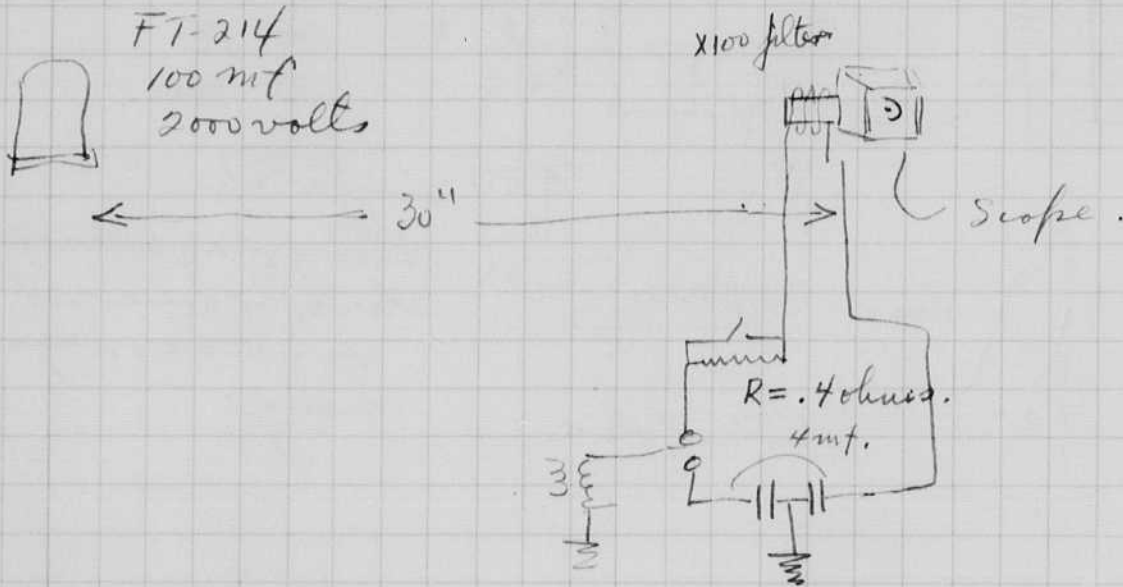 FT-214
100 mf
2000 volts
X100 filter
30"
Scope.
R = .4 ohms.
4 mf.